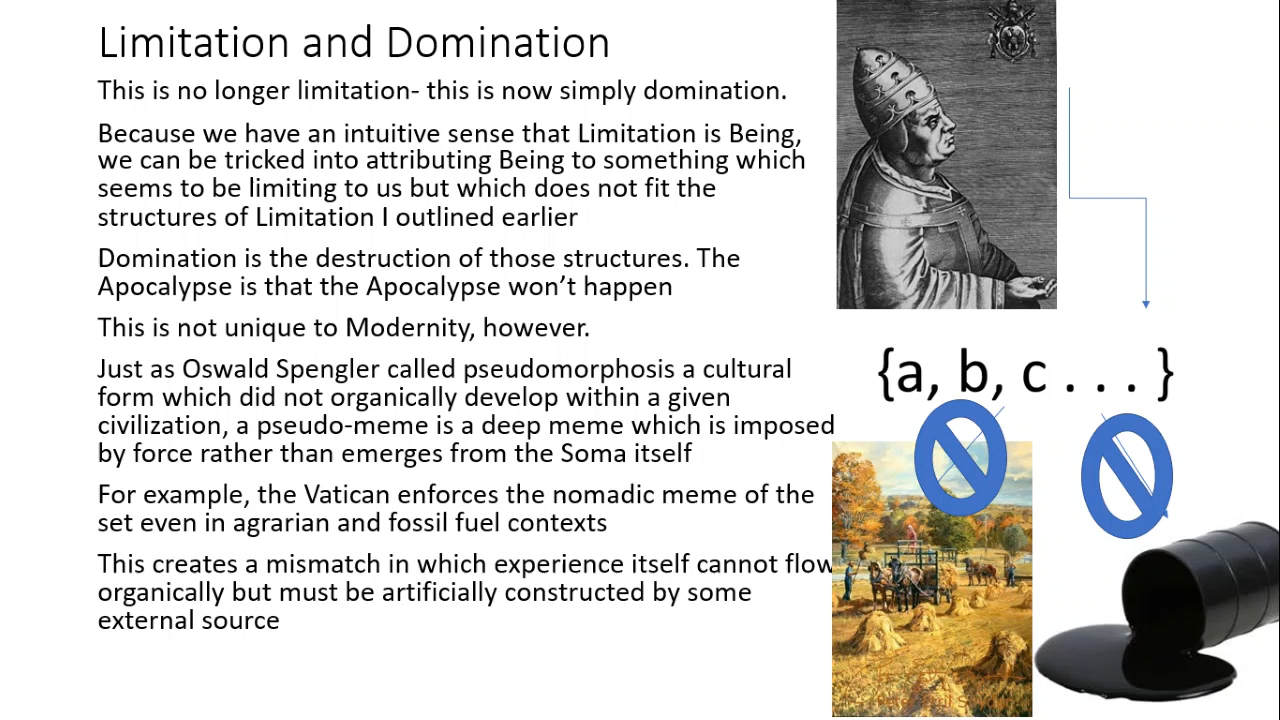 Limitation and Domination
This is no longer limitation- this is now simply domination.
Because we have an intuitive sense that Limitation is Being,
we can be tricked into attributing Being to something which
seems to be limiting to us but which does not fit the
structures of Limitation I outlined earlier
Domination is the destruction of those structures. The
Apocalypse is that the Apocalypse won't happen
This is not unique to Modernity, however.
Just as Oswald Spengler called pseudomorphosis a cultural
form which did not organically develop within a given
civilization, a pseudo-meme is a deep meme which is imposed
by force rather than emerges from the Soma itself
For example, the Vatican enforces the nomadic meme of the
set even in agrarian and fossil fuel contexts
This creates a mismatch in which experience itself cannot flow
organically but must be artificially constructed by some
external source
{a, b, c . . . }